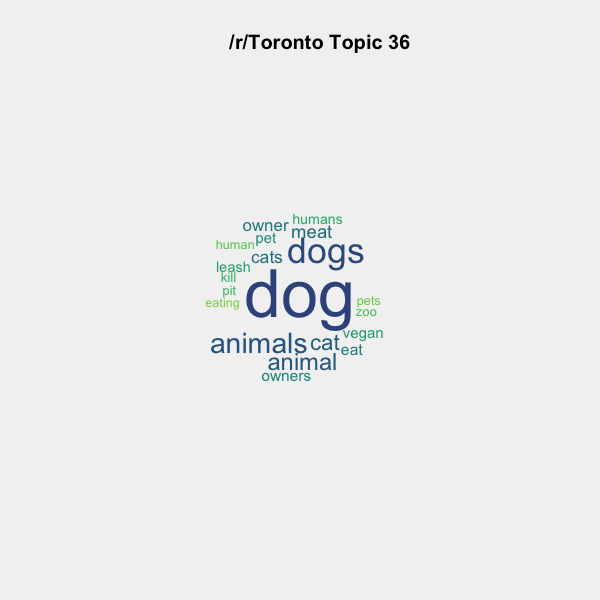 /r/Toronto Topic 36
humans
owner
meat
pet
human
dogs
cats
leash
kill
dog
pit
eating
pets
zoo
vegan
animals
cat
eat
animal
owners